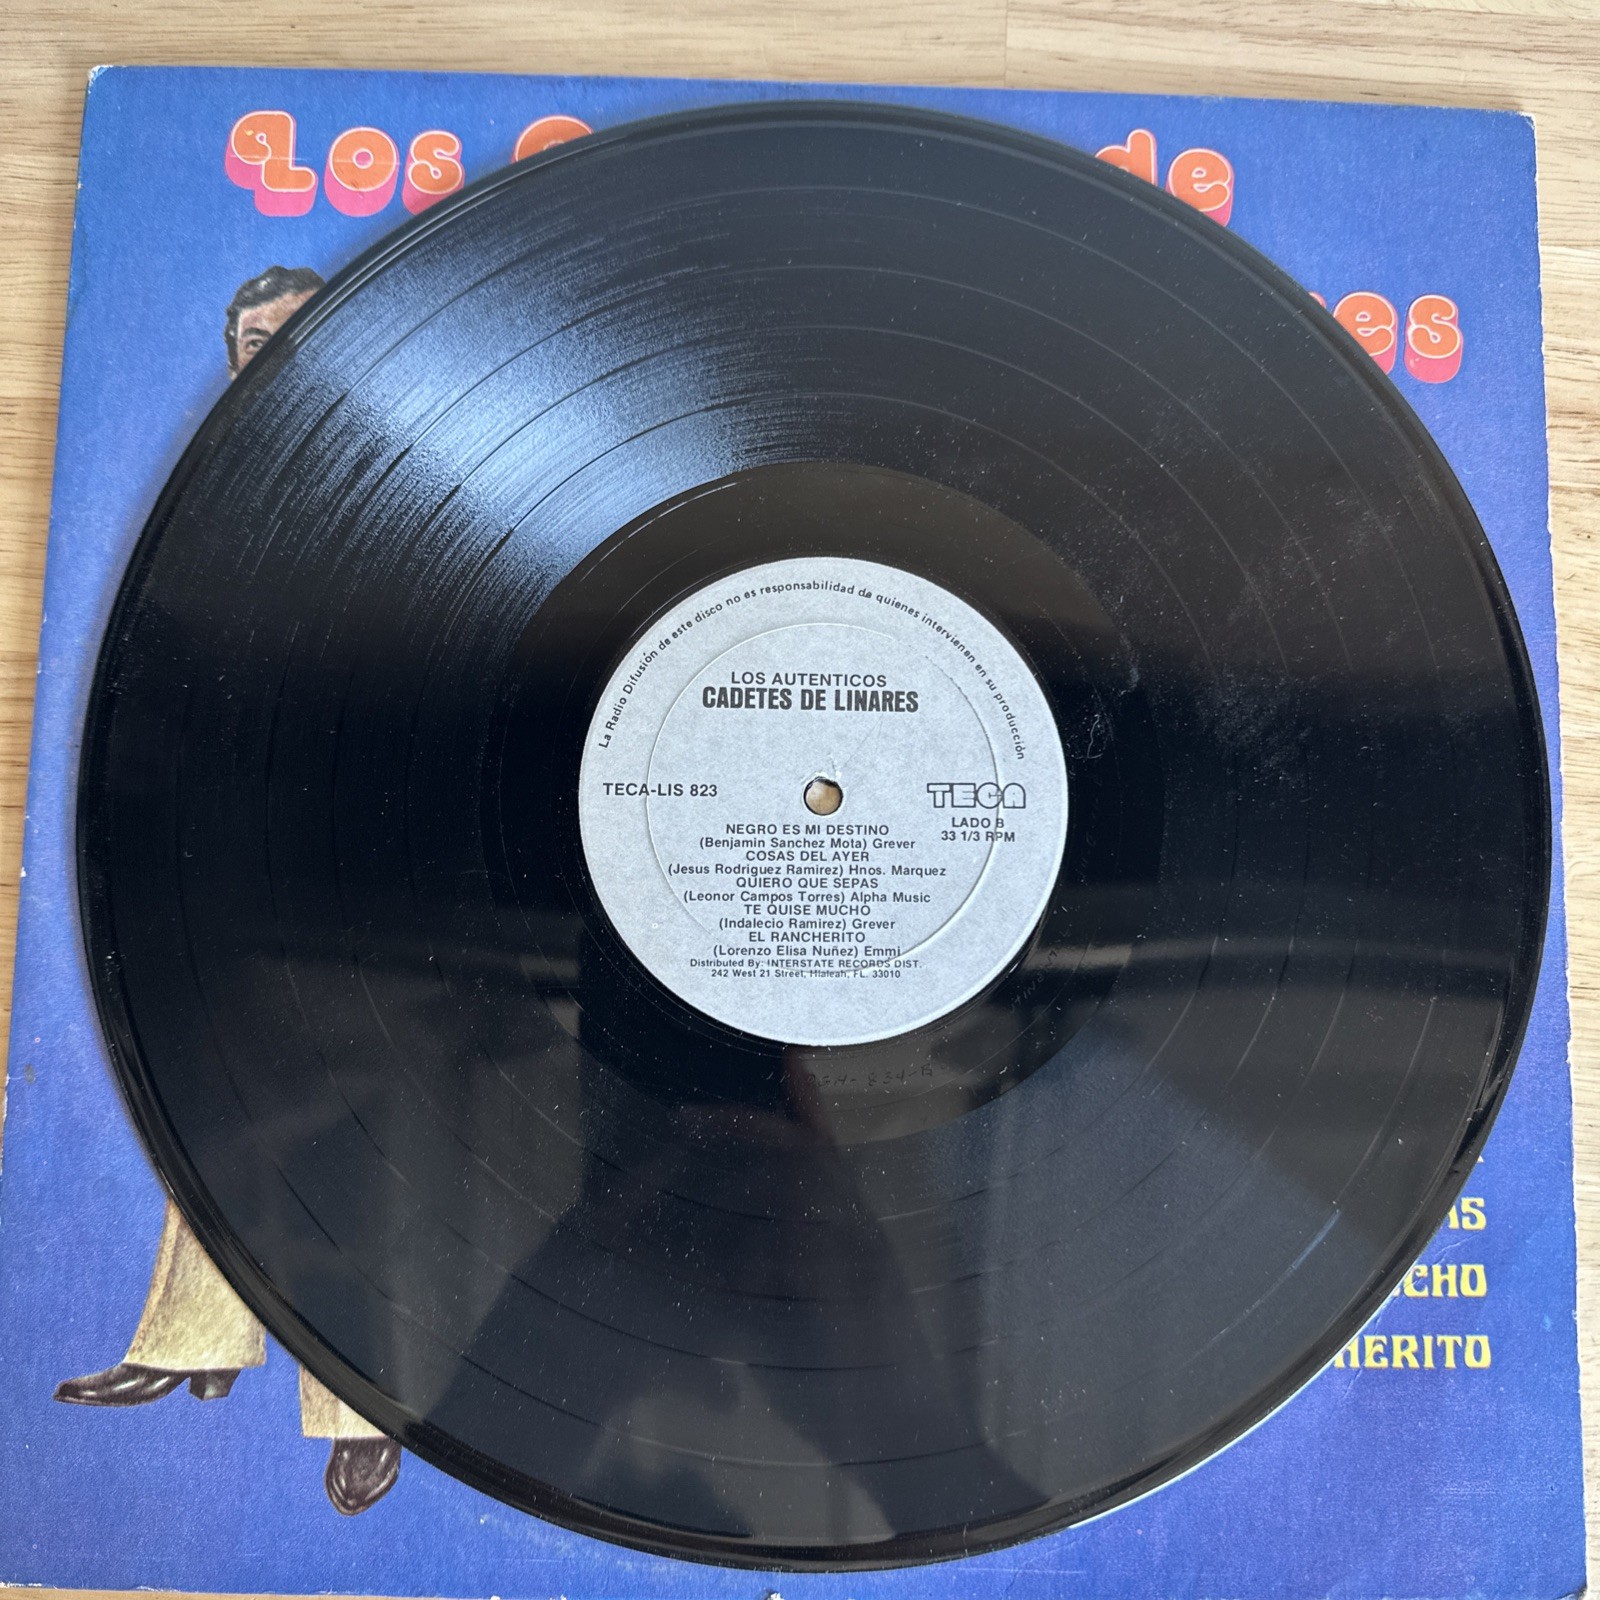 Los
de
es
La Radio Difusión de este disco no es responsabilidad de quienes intervienen en su producción
LOS AUTENTICOS
CADETES DE LINARES
TECA-LIS 823
TECA
LADO B
33 1/3 RPM
NEGRO ES MI DESTINO
(Benjamin Sanchez Mota) Grever
COSAS DEL AYER
(Jesus Rodriguez Ramirez) Hnos. Marquez
QUIERO QUE SEPAS
(Leonor Campos Torres) Alpha Music
TE QUISE MUCHO
(Indalecio Ramirez) Grever
EL RANCHERITO
(Lorenzo Elisa Nuñez) Emmi
Distributed By: INTERSTATE RECORDS DIST.
242 West 21 Street, Hialeah, FL. 33010
AS
CHO
HERITO